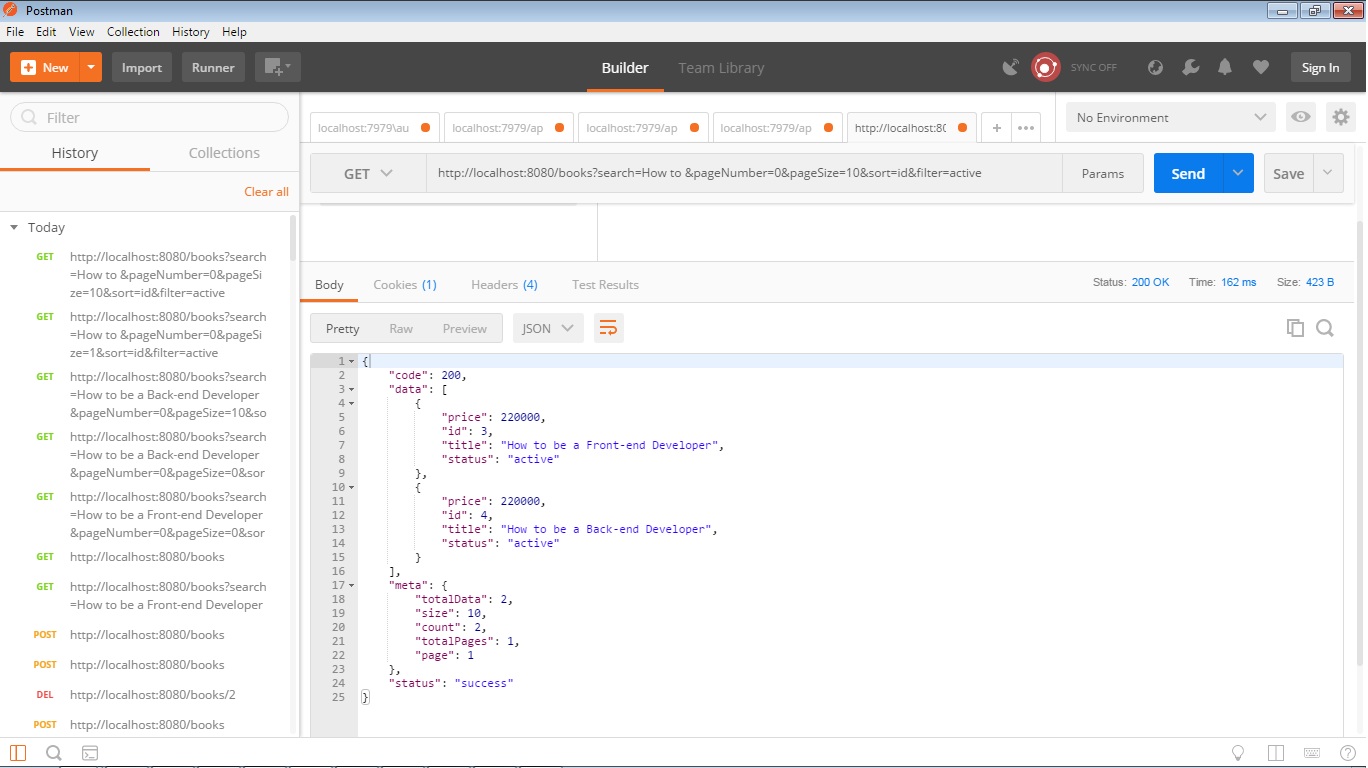 Postman
File Edit View Collection History Help
New Import Runner Builder Team Library SYNC OFF Sign In
Filter
History Collections
Clear all
Today
GET http://localhost:8080/books?search
=How to &pageNumber=0&pageSi
ze=10&sort=id&filter=active
GET http://localhost:8080/books?search
=How to &pageNumber=0&pageSi
ze=1&sort=id&filter=active
GET http://localhost:8080/books?search
=How to be a Back-end Developer
&pageNumber=0&pageSize=10&so
GET http://localhost:8080/books?search
=How to be a Back-end Developer
&pageNumber=0&pageSize=0&sor
GET http://localhost:8080/books?search
=How to be a Front-end Developer
&pageNumber=0&pageSize=0&sor
GET http://localhost:8080/books
GET http://localhost:8080/books?search
=How to be a Front-end Developer
POST http://localhost:8080/books
POST http://localhost:8080/books
DEL http://localhost:8080/books/2
POST http://localhost:8080/books
localhost:7979\au localhost:7979/ap localhost:7979/ap localhost:7979/ap http://localhost:80 + •••
No Environment
GET http://localhost:8080/books?search=How to &pageNumber=0&pageSize=10&sort=id&filter=active Params Send Save
Body Cookies (1) Headers (4) Test Results Status: 200 OK Time: 162 ms Size: 423 B
Pretty Raw Preview JSON
1 {
2 "code": 200,
3 "data": [
4 {
5 "price": 220000,
6 "id": 3,
7 "title": "How to be a Front-end Developer",
8 "status": "active"
9 },
10 {
11 "price": 220000,
12 "id": 4,
13 "title": "How to be a Back-end Developer",
14 "status": "active"
15 }
16 ],
17 "meta": {
18 "totalData": 2,
19 "size": 10,
20 "count": 2,
21 "totalPages": 1,
22 "page": 1
23 },
24 "status": "success"
25 }